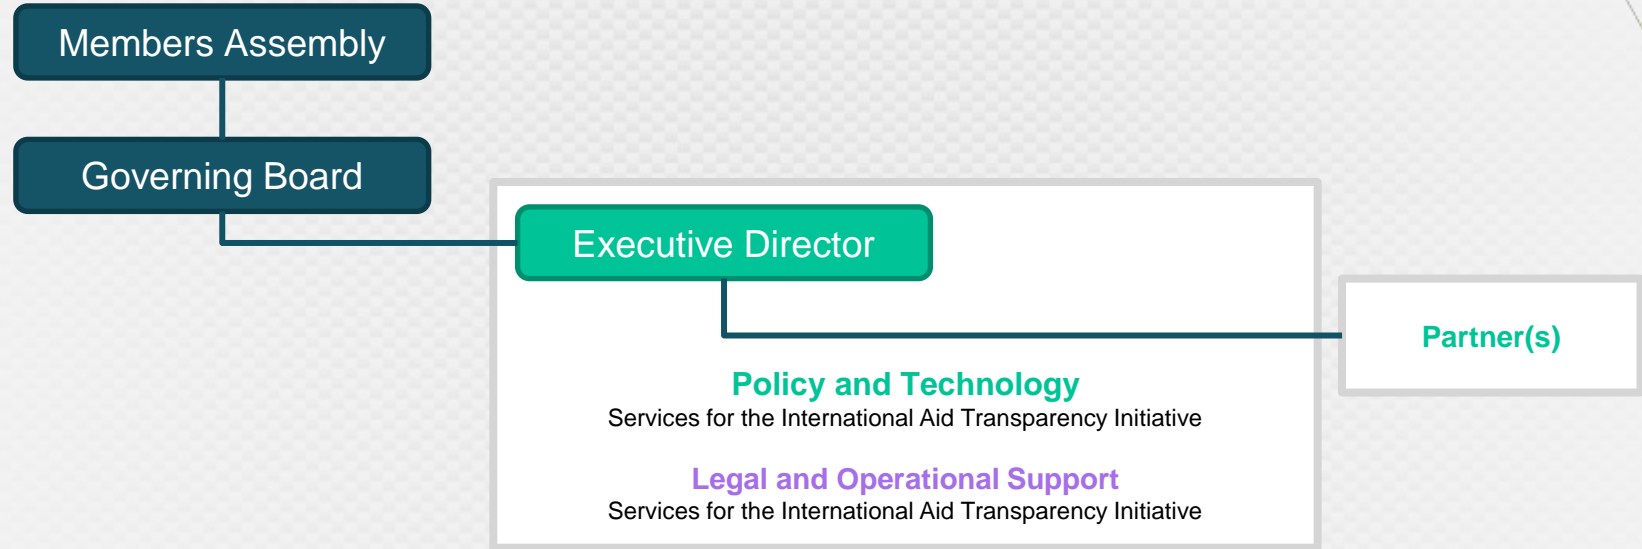 Members Assembly
Governing Board
Executive Director
Partner(s)
Policy and Technology
Services for the International Aid Transparency Initiative
Legal and Operational Support
Services for the International Aid Transparency Initiative